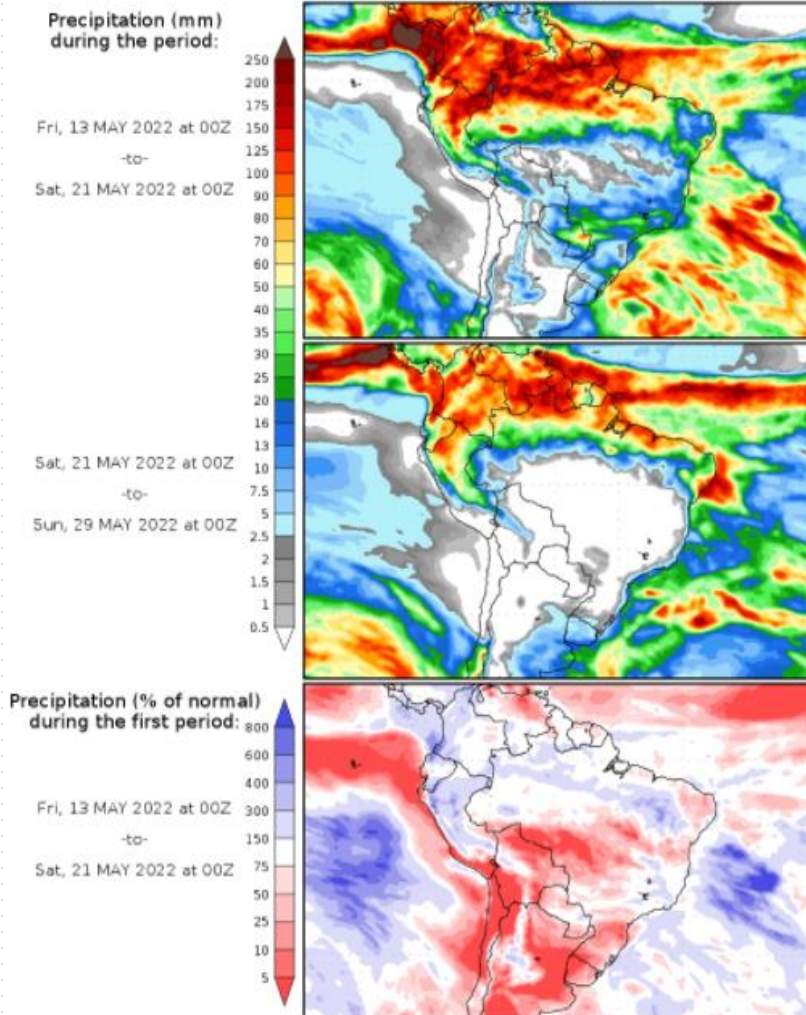 Precipitation (mm)
during the period:
Fri, 13 MAY 2022 at 00Z
-to-
Sat, 21 MAY 2022 at 00Z
250
200
175
150
125
100
90
80
70
60
50
40
35
30
25
20
16
13
10
7.5
5
2.5
2
1.5
1
0.5
Sat, 21 MAY 2022 at 00Z
-to-
Sun, 29 MAY 2022 at 00Z
Precipitation (% of normal)
during the first period:
Fri, 13 MAY 2022 at 00Z
-to-
Sat, 21 MAY 2022 at 00Z
800
600
400
300
150
75
50
25
10
5